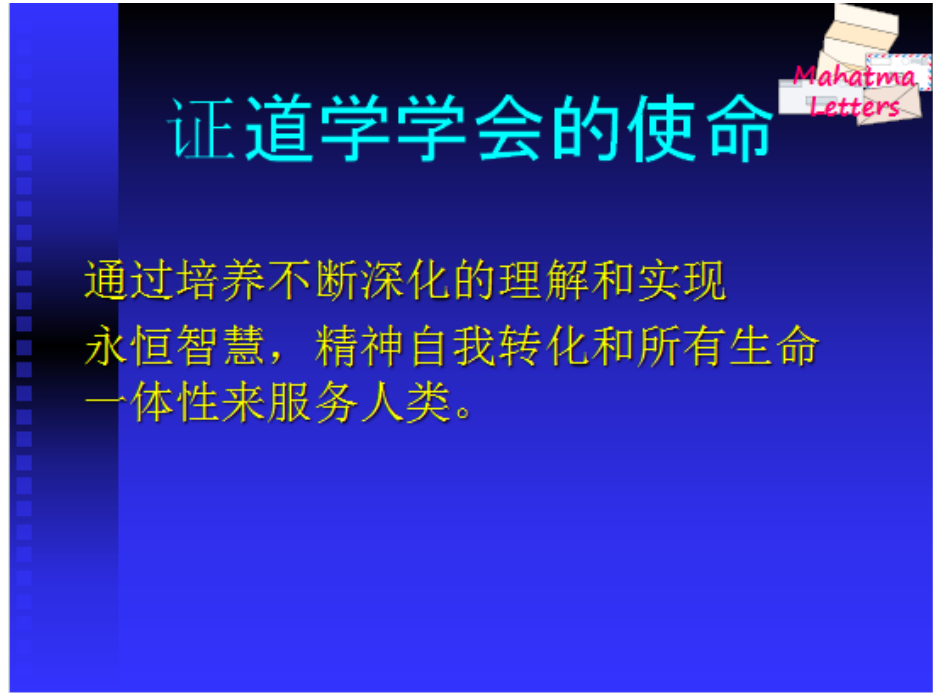 Mahatma
Letters
证道学学会的使命
通过培养不断深化的理解和实现
永恒智慧，精神自我转化和所有生命
一体性来服务人类。